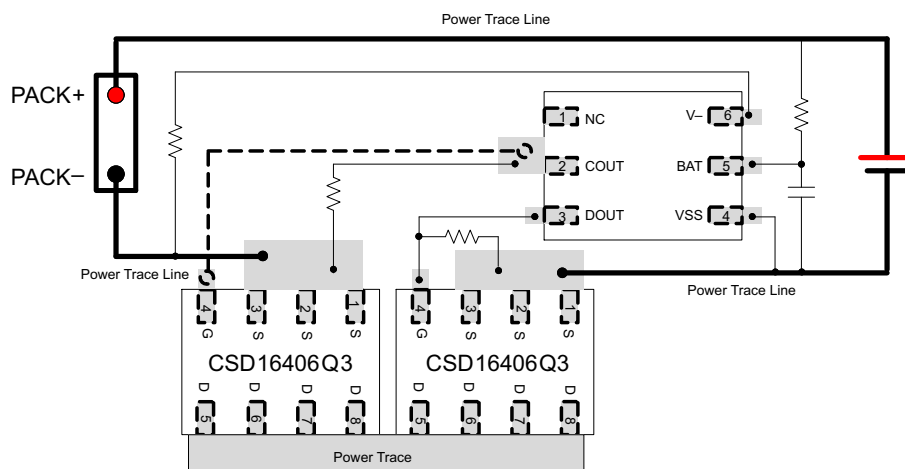 Power Trace Line
PACK+
PACK–
1 NC
V– 6
2 COUT
BAT 5
3 DOUT
VSS 4
Power Trace Line
Power Trace Line
4 3 2 1
G S S S
4 3 2 1
G S S S
CSD16406Q3
CSD16406Q3
D D D D
5 6 7 8
D D D D
5 6 7 8
Power Trace